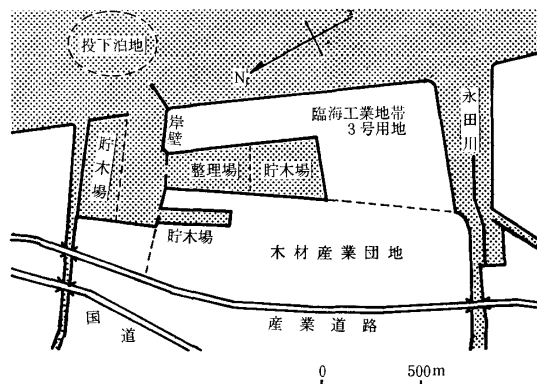 投下泊地
N
岸壁
臨海工業地帯
3号用地
永田川
貯木場
整理場
貯木場
貯木場
木材産業団地
国道
産業道路
0 500m